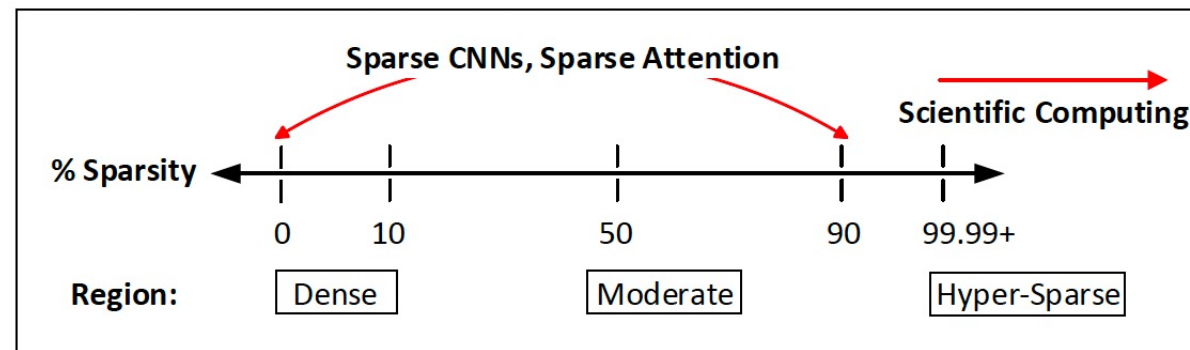 Sparse CNNs, Sparse Attention
Scientific Computing
% Sparsity
0 10 50 90 99.99+
Region: Dense Moderate Hyper-Sparse